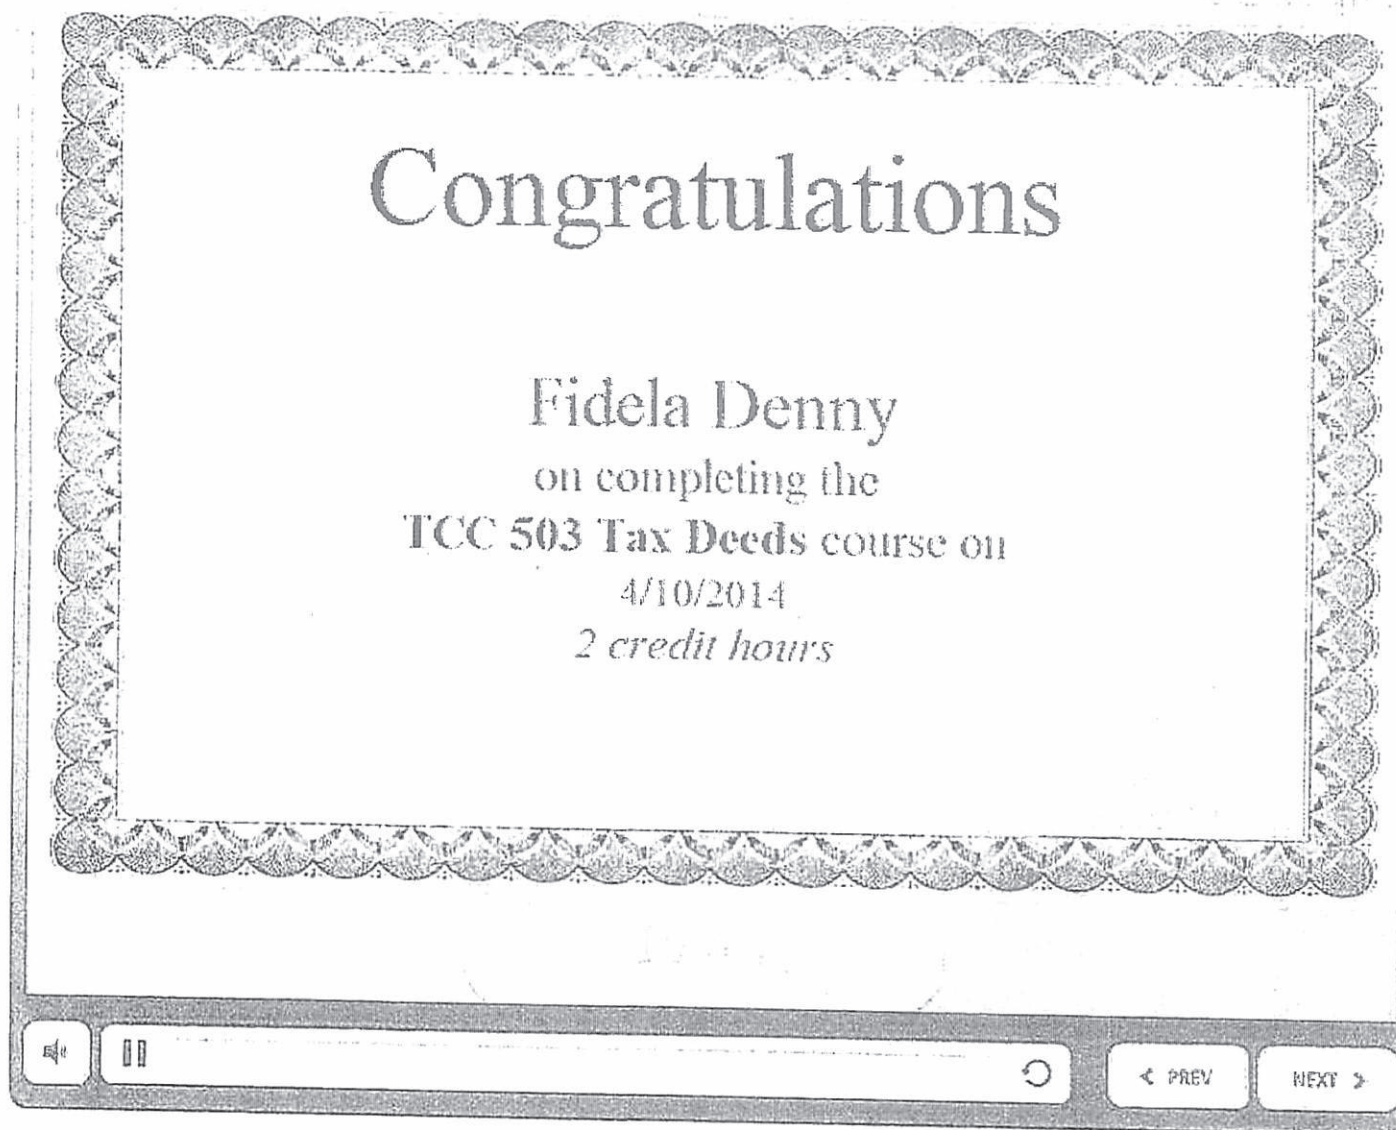 Congratulations
Fidela Denny
on completing the
TCC 503 Tax Deeds course on
4/10/2014
2 credit hours
< PREV
NEXT >